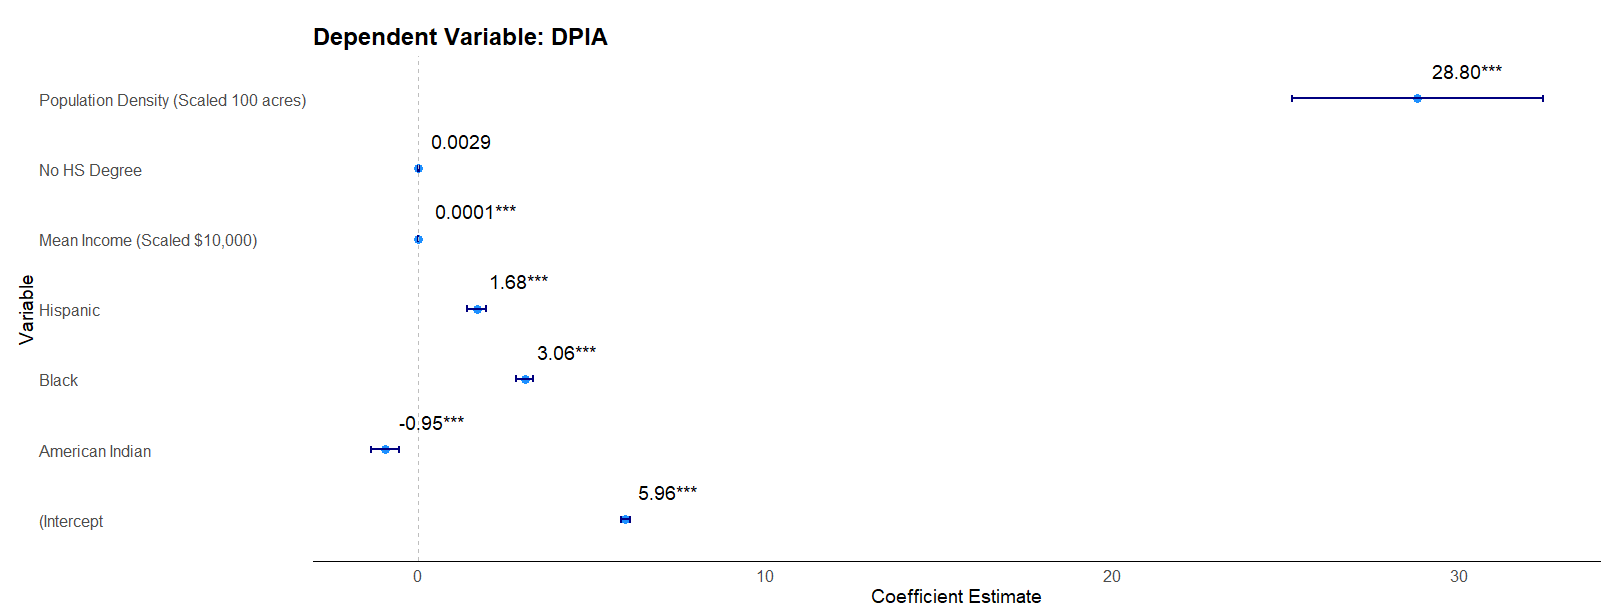 Dependent Variable: DPIA
28.80***
Population Density (Scaled 100 acres)
0.0029
No HS Degree
0.0001***
Mean Income (Scaled $10,000)
1.68***
Hispanic
Variable
3.06***
Black
-0.95***
American Indian
5.96***
(Intercept
0 10 20 30
Coefficient Estimate